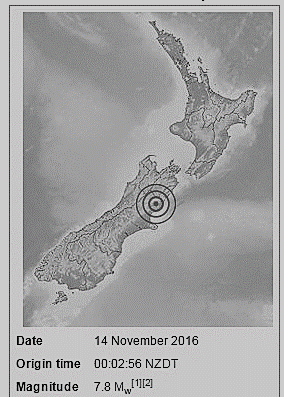 Date 14 November 2016
Origin time 00:02:56 NZDT
Magnitude 7.8 Mw[1][2]